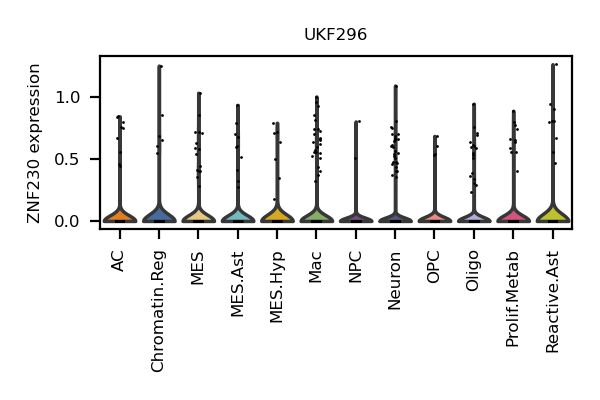 UKF296
ZNF230 expression
1.0
0.5
0.0
AC
Chromatin.Reg
MES
MES.Ast
MES.Hyp
Mac
NPC
Neuron
OPC
Oligo
Prolif.Metab
Reactive.Ast